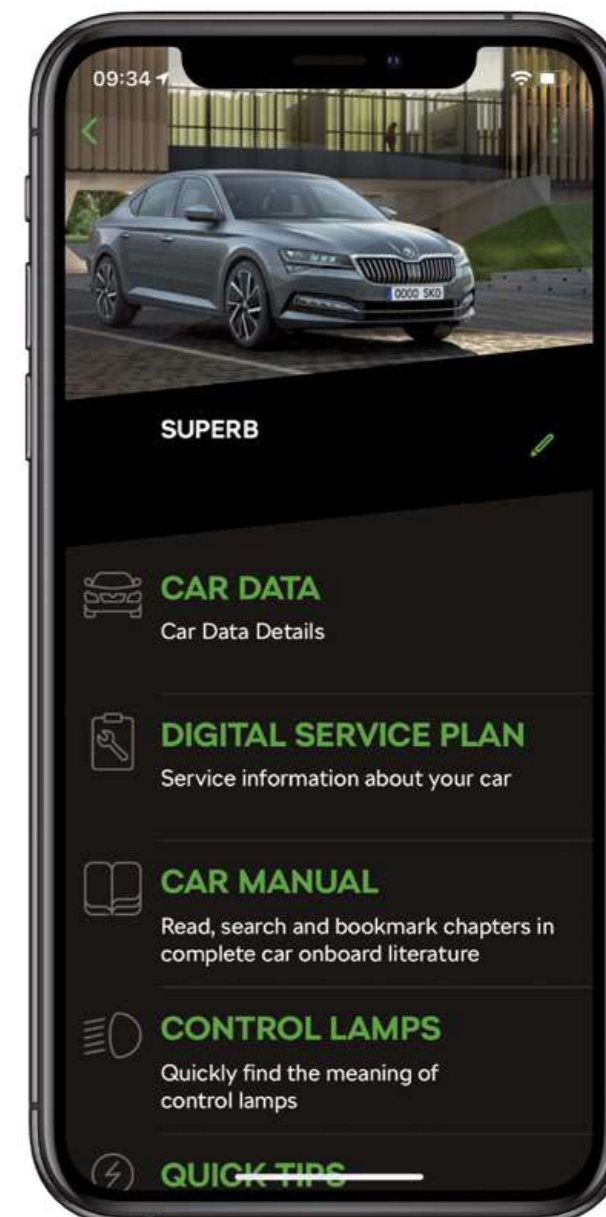 09:34
0000 SKO
SUPERB
CAR DATA
Car Data Details
DIGITAL SERVICE PLAN
Service information about your car
CAR MANUAL
Read, search and bookmark chapters in
complete car onboard literature
CONTROL LAMPS
Quickly find the meaning of
control lamps
QUICK TIPS